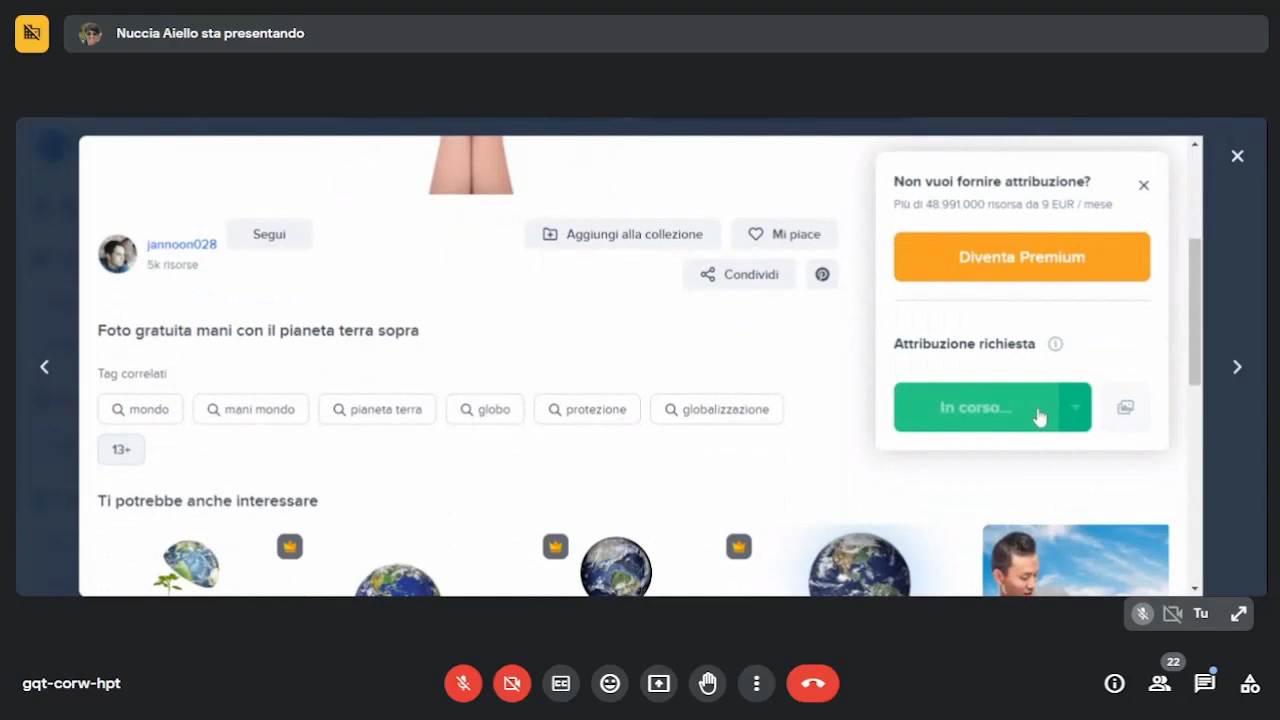 Nuccia Aiello sta presentando
Non vuoi fornire attribuzione?
Più di 48.991.000 risorsa da 9 EUR / mese
Diventa Premium
jannoon028
5k risorse
Segui
Aggiungi alla collezione
Mi piace
Condividi
Foto gratuita mani con il pianeta terra sopra
Attribuzione richiesta
Tag correlati
mondo
mani mondo
pianeta terra
globo
protezione
globalizzazione
In corso...
13+
Ti potrebbe anche interessare
Tu
gqt-corw-hpt
22